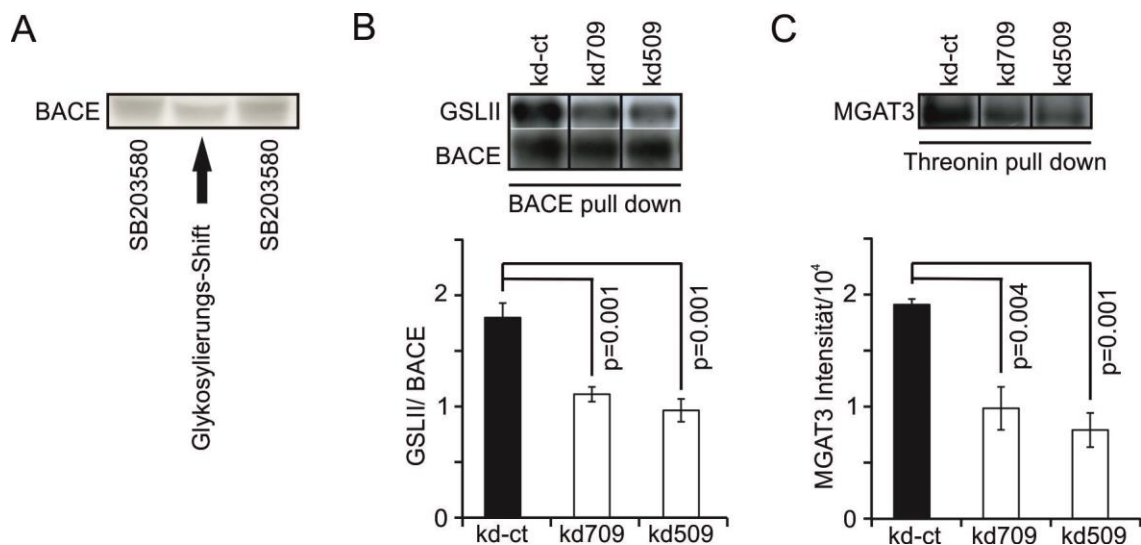 A
BACE
SB203580
Glykosylierungs-Shift
SB203580
B
kd-ct
kd709
kd509
GSLII
BACE
BACE pull down
GSLII/ BACE
2
1
0
p=0.001
p=0.001
kd-ct
kd709
kd509
C
kd-ct
kd709
kd509
MGAT3
Threonin pull down
MGAT3 Intensität/10⁴
2
1
0
p=0.004
p=0.001
kd-ct
kd709
kd509